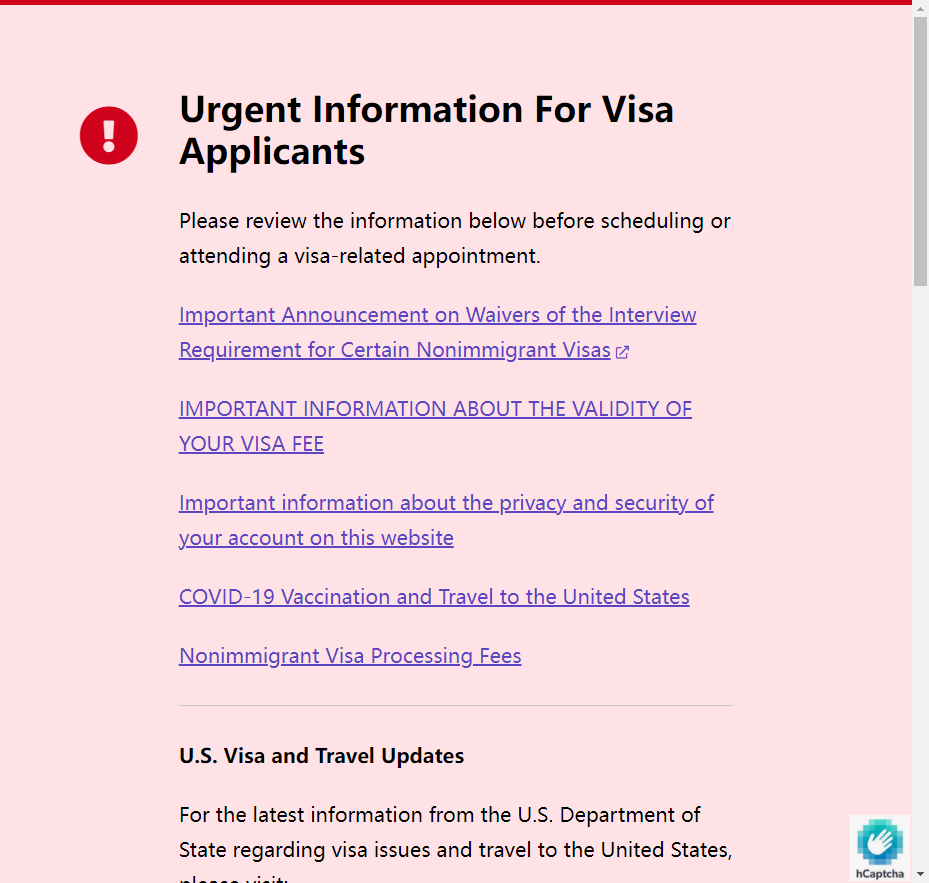 Urgent Information For Visa
Applicants
Please review the information below before scheduling or
attending a visa-related appointment.
Important Announcement on Waivers of the Interview
Requirement for Certain Nonimmigrant Visas
IMPORTANT INFORMATION ABOUT THE VALIDITY OF
YOUR VISA FEE
Important information about the privacy and security of
your account on this website
COVID-19 Vaccination and Travel to the United States
Nonimmigrant Visa Processing Fees
U.S. Visa and Travel Updates
For the latest information from the U.S. Department of
State regarding visa issues and travel to the United States,
please visit:
hCaptcha